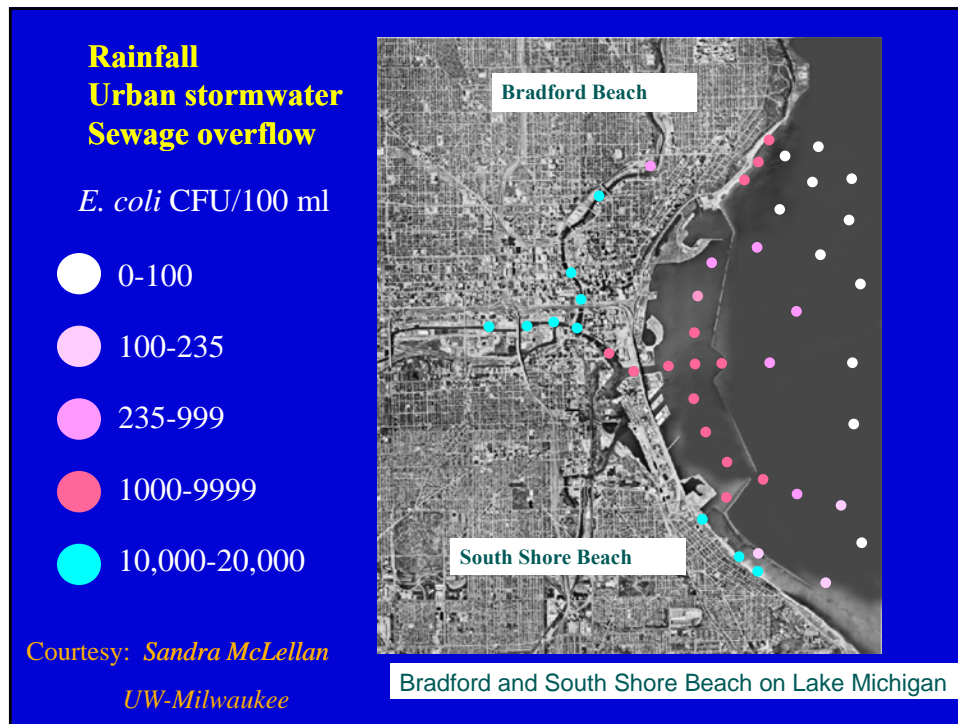 Rainfall
Urban stormwater
Sewage overflow
E. coli CFU/100 ml
0-100
100-235
235-999
1000-9999
10,000-20,000
Courtesy: Sandra McLellan
UW-Milwaukee
Bradford Beach
South Shore Beach
Bradford and South Shore Beach on Lake Michigan